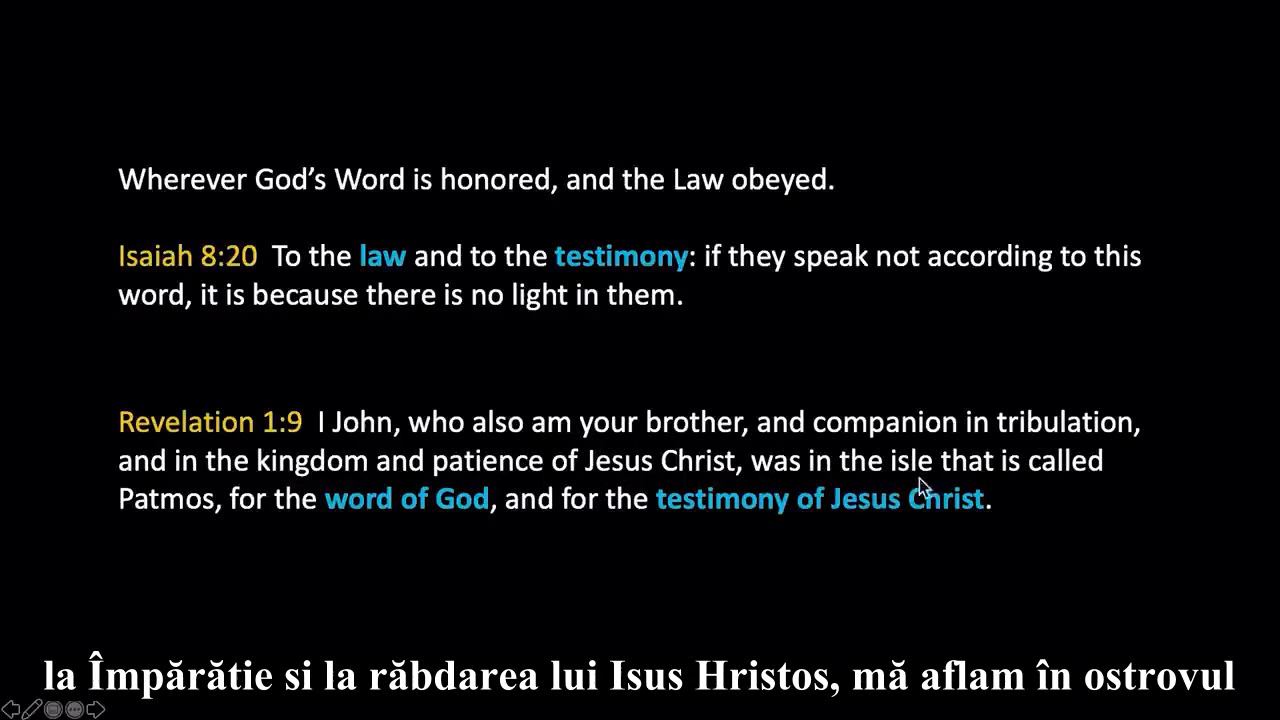 Wherever God’s Word is honored, and the Law obeyed.
Isaiah 8:20  To the law and to the testimony: if they speak not according to this
word, it is because there is no light in them.
Revelation 1:9  I John, who also am your brother, and companion in tribulation,
and in the kingdom and patience of Jesus Christ, was in the isle that is called
Patmos, for the word of God, and for the testimony of Jesus Christ.
la Împărătie si la răbdarea lui Isus Hristos, mă aflam în ostrovul